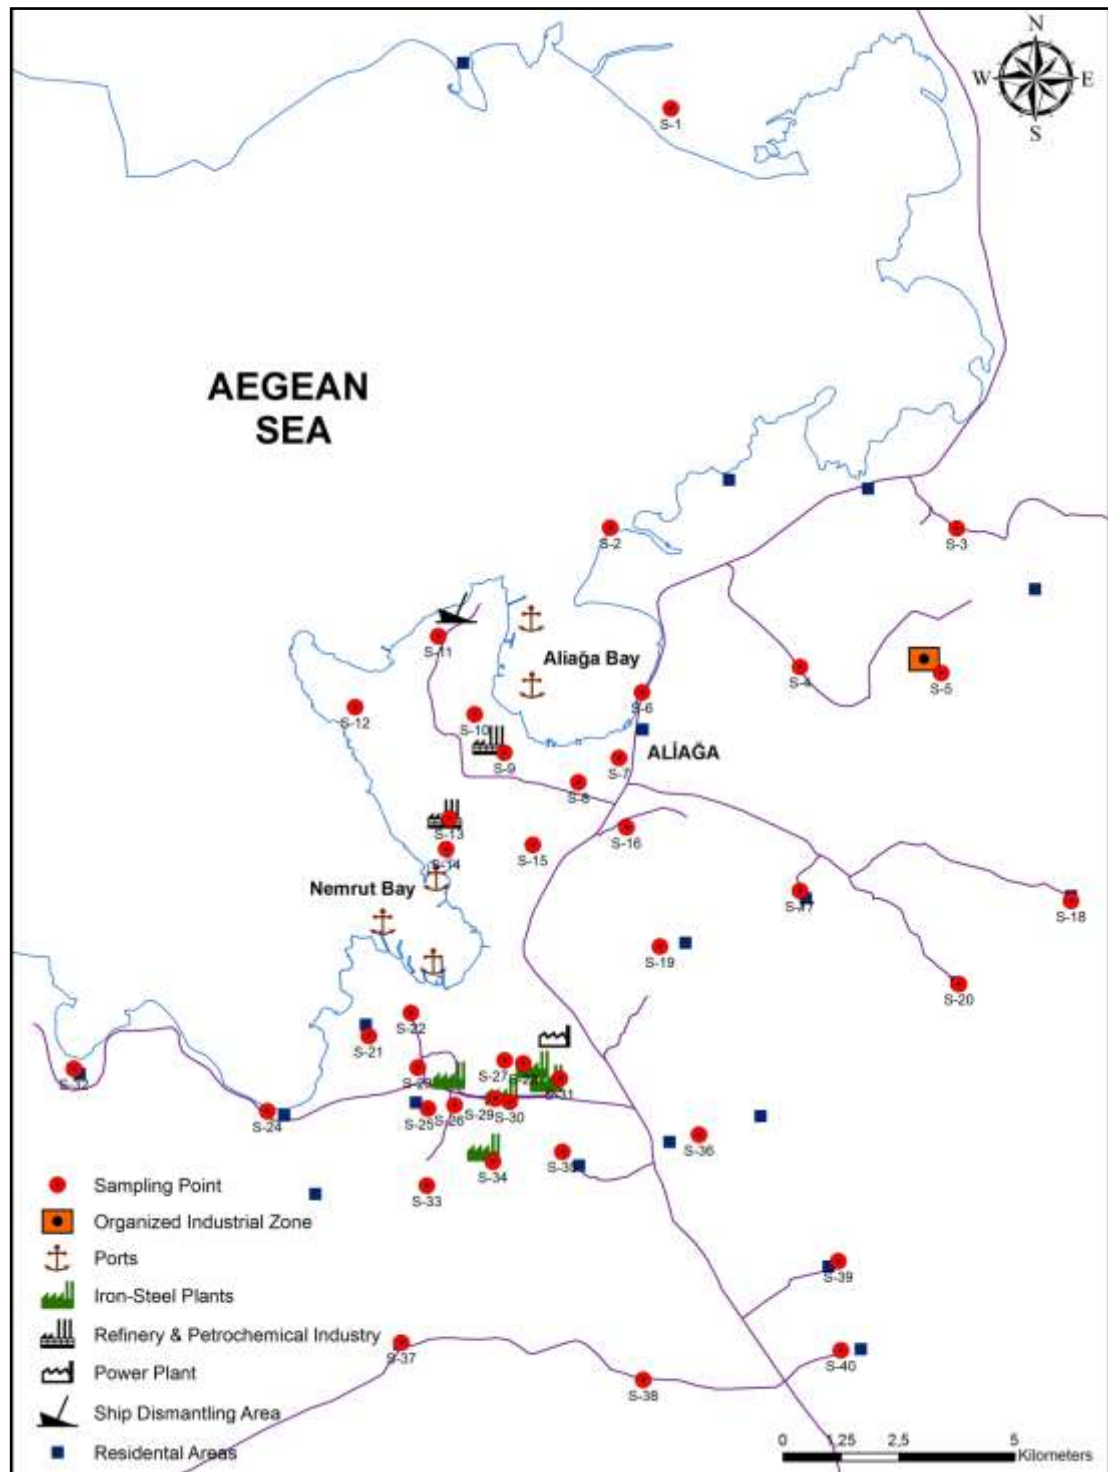 N
W
E
S
S-1
AEGEAN
SEA
S-2
S-3
S-11
Aliağa Bay
S-4
S-5
S-12
S-10
S-6
S-9
S-7
ALİAĞA
S-8
S-13
S-14
S-15
S-16
Nemrut Bay
S-17
S-18
S-19
S-20
S-22
S-21
S-32
S-27
S-31
S-24
S-25
S-26
S-29
S-30
S-36
S-34
S-33
S-39
S-37
S-40
S-38
Sampling Point
Organized Industrial Zone
Ports
Iron-Steel Plants
Refinery & Petrochemical Industry
Power Plant
Ship Dismantling Area
Residental Areas
0 1,25 2,5 5
Kilometers